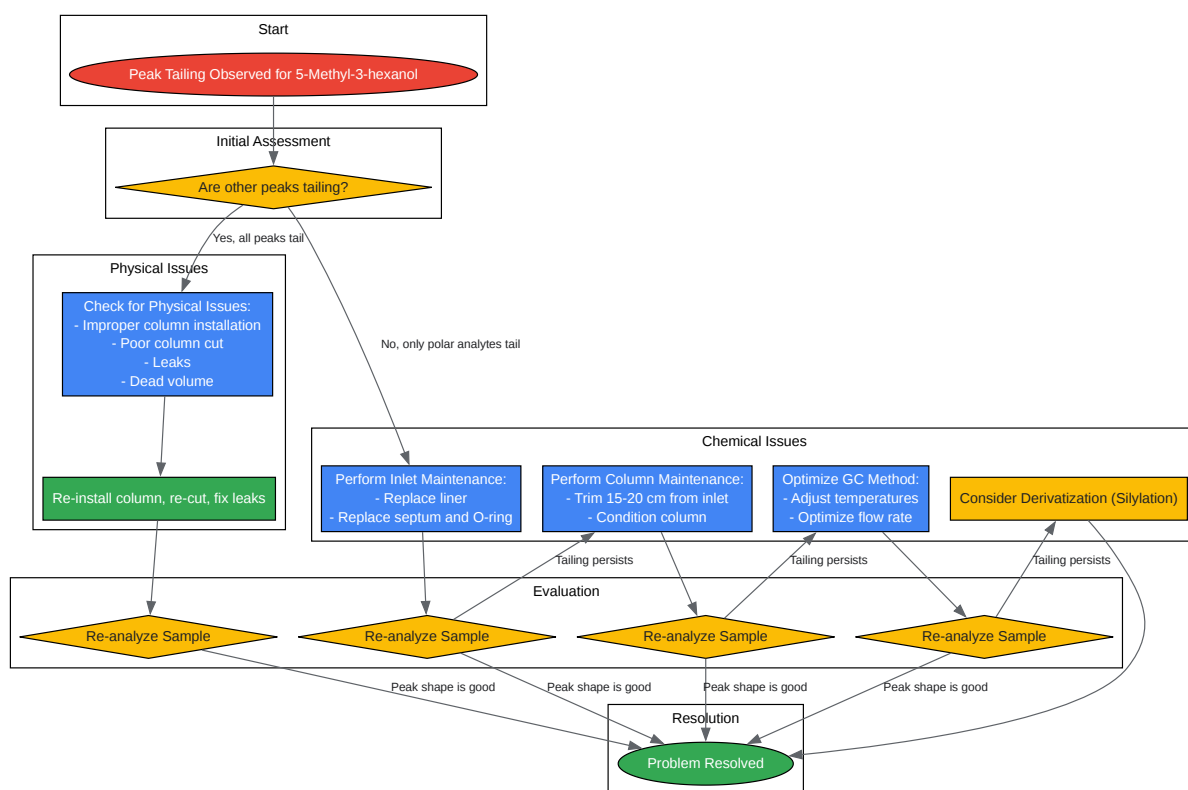 Start
Peak Tailing Observed for 5-Methyl-3-hexanol
Initial Assessment
Are other peaks tailing?
Yes, all peaks tail
No, only polar analytes tail
Physical Issues
Check for Physical Issues:
- Improper column installation
- Poor column cut
- Leaks
- Dead volume
Re-install column, re-cut, fix leaks
Chemical Issues
Perform Inlet Maintenance:
- Replace liner
- Replace septum and O-ring
Perform Column Maintenance:
- Trim 15-20 cm from inlet
- Condition column
Optimize GC Method:
- Adjust temperatures
- Optimize flow rate
Consider Derivatization (Silylation)
Tailing persists
Tailing persists
Tailing persists
Evaluation
Re-analyze Sample
Re-analyze Sample
Re-analyze Sample
Re-analyze Sample
Peak shape is good
Peak shape is good
Peak shape is good
Peak shape is good
Resolution
Problem Resolved